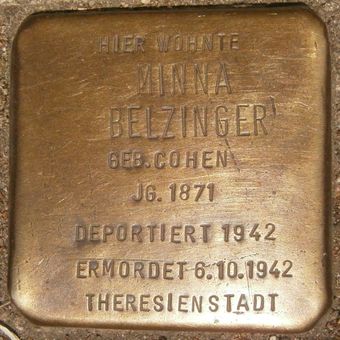 HIER WOHNTE
MINNA
BELZINGER
GEB. COHEN
JG. 1871
DEPORTIERT 1942
ERMORDET 6.10.1942
THERESIENSTADT